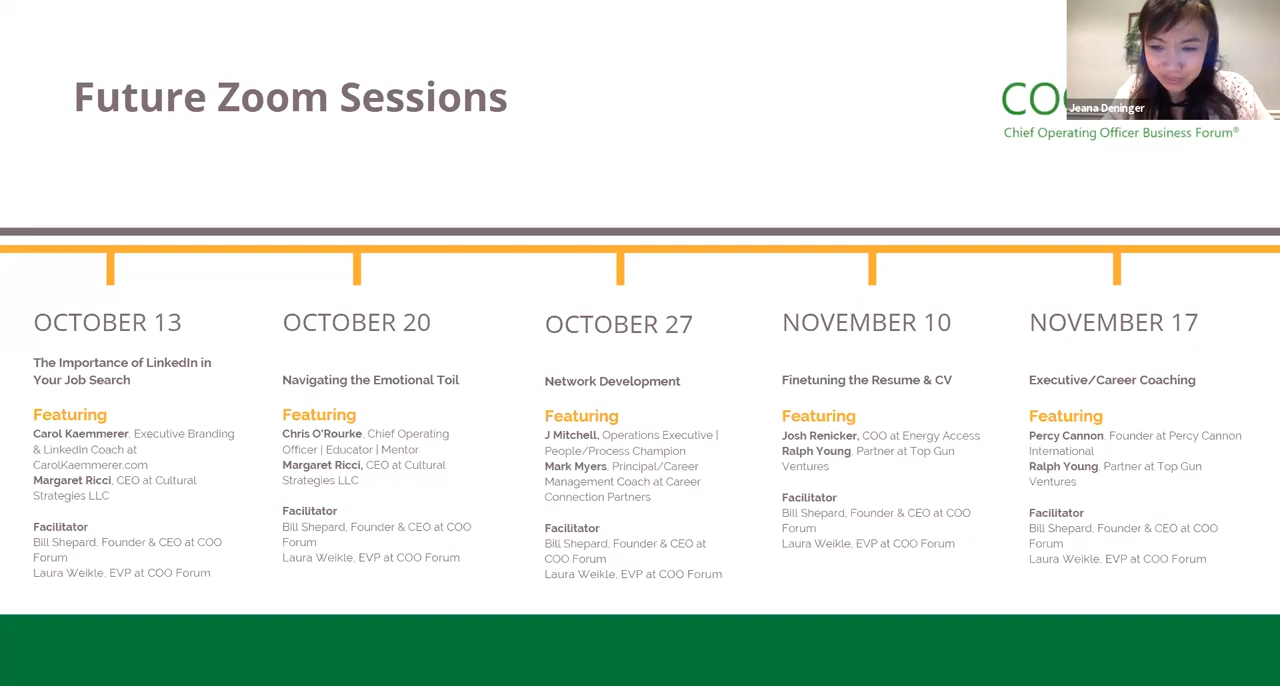 Future Zoom Sessions
COO
Jeana Deninger
Chief Operating Officer Business Forum®
OCTOBER 13
The Importance of LinkedIn in
Your Job Search
Featuring
Carol Kaemmerer, Executive Branding
& LinkedIn Coach at
CarolKaemmerer.com
Margaret Ricci, CEO at Cultural
Strategies LLC
Facilitator
Bill Shepard, Founder & CEO at COO
Forum
Laura Weikle, EVP at COO Forum
OCTOBER 20
Navigating the Emotional Toil
Featuring
Chris O'Rourke, Chief Operating
Officer | Educator | Mentor
Margaret Ricci, CEO at Cultural
Strategies LLC
Facilitator
Bill Shepard, Founder & CEO at COO
Forum
Laura Weikle, EVP at COO Forum
OCTOBER 27
Network Development
Featuring
J Mitchell, Operations Executive |
People/Process Champion
Mark Myers, Principal/Career
Management Coach at Career
Connection Partners
Facilitator
Bill Shepard, Founder & CEO at
COO Forum
Laura Weikle, EVP at COO Forum
NOVEMBER 10
Finetuning the Resume & CV
Featuring
Josh Renicker, COO at Energy Access
Ralph Young, Partner at Top Gun
Ventures
Facilitator
Bill Shepard, Founder & CEO at COO
Forum
Laura Weikle, EVP at COO Forum
NOVEMBER 17
Executive/Career Coaching
Featuring
Percy Cannon, Founder at Percy Cannon
International
Ralph Young, Partner at Top Gun
Ventures
Facilitator
Bill Shepard, Founder & CEO at COO
Forum
Laura Weikle, EVP at COO Forum